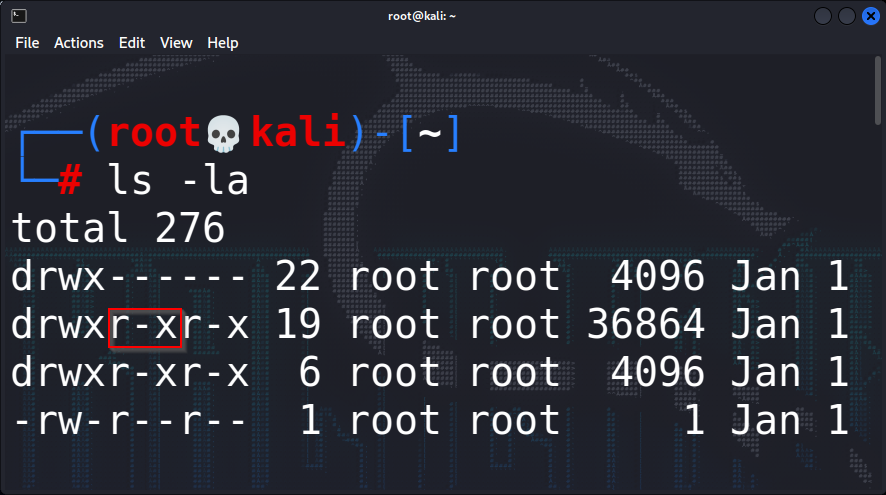 root@kali: ~
File Actions Edit View Help
┌──(root💀kali)-[~]
└─# ls -la
total 276
drwx------ 22 root root 4096 Jan 1
drwxr-xr-x 19 root root 36864 Jan 1
drwxr-xr-x 6 root root 4096 Jan 1
-rw-r--r-- 1 root root 1 Jan 1